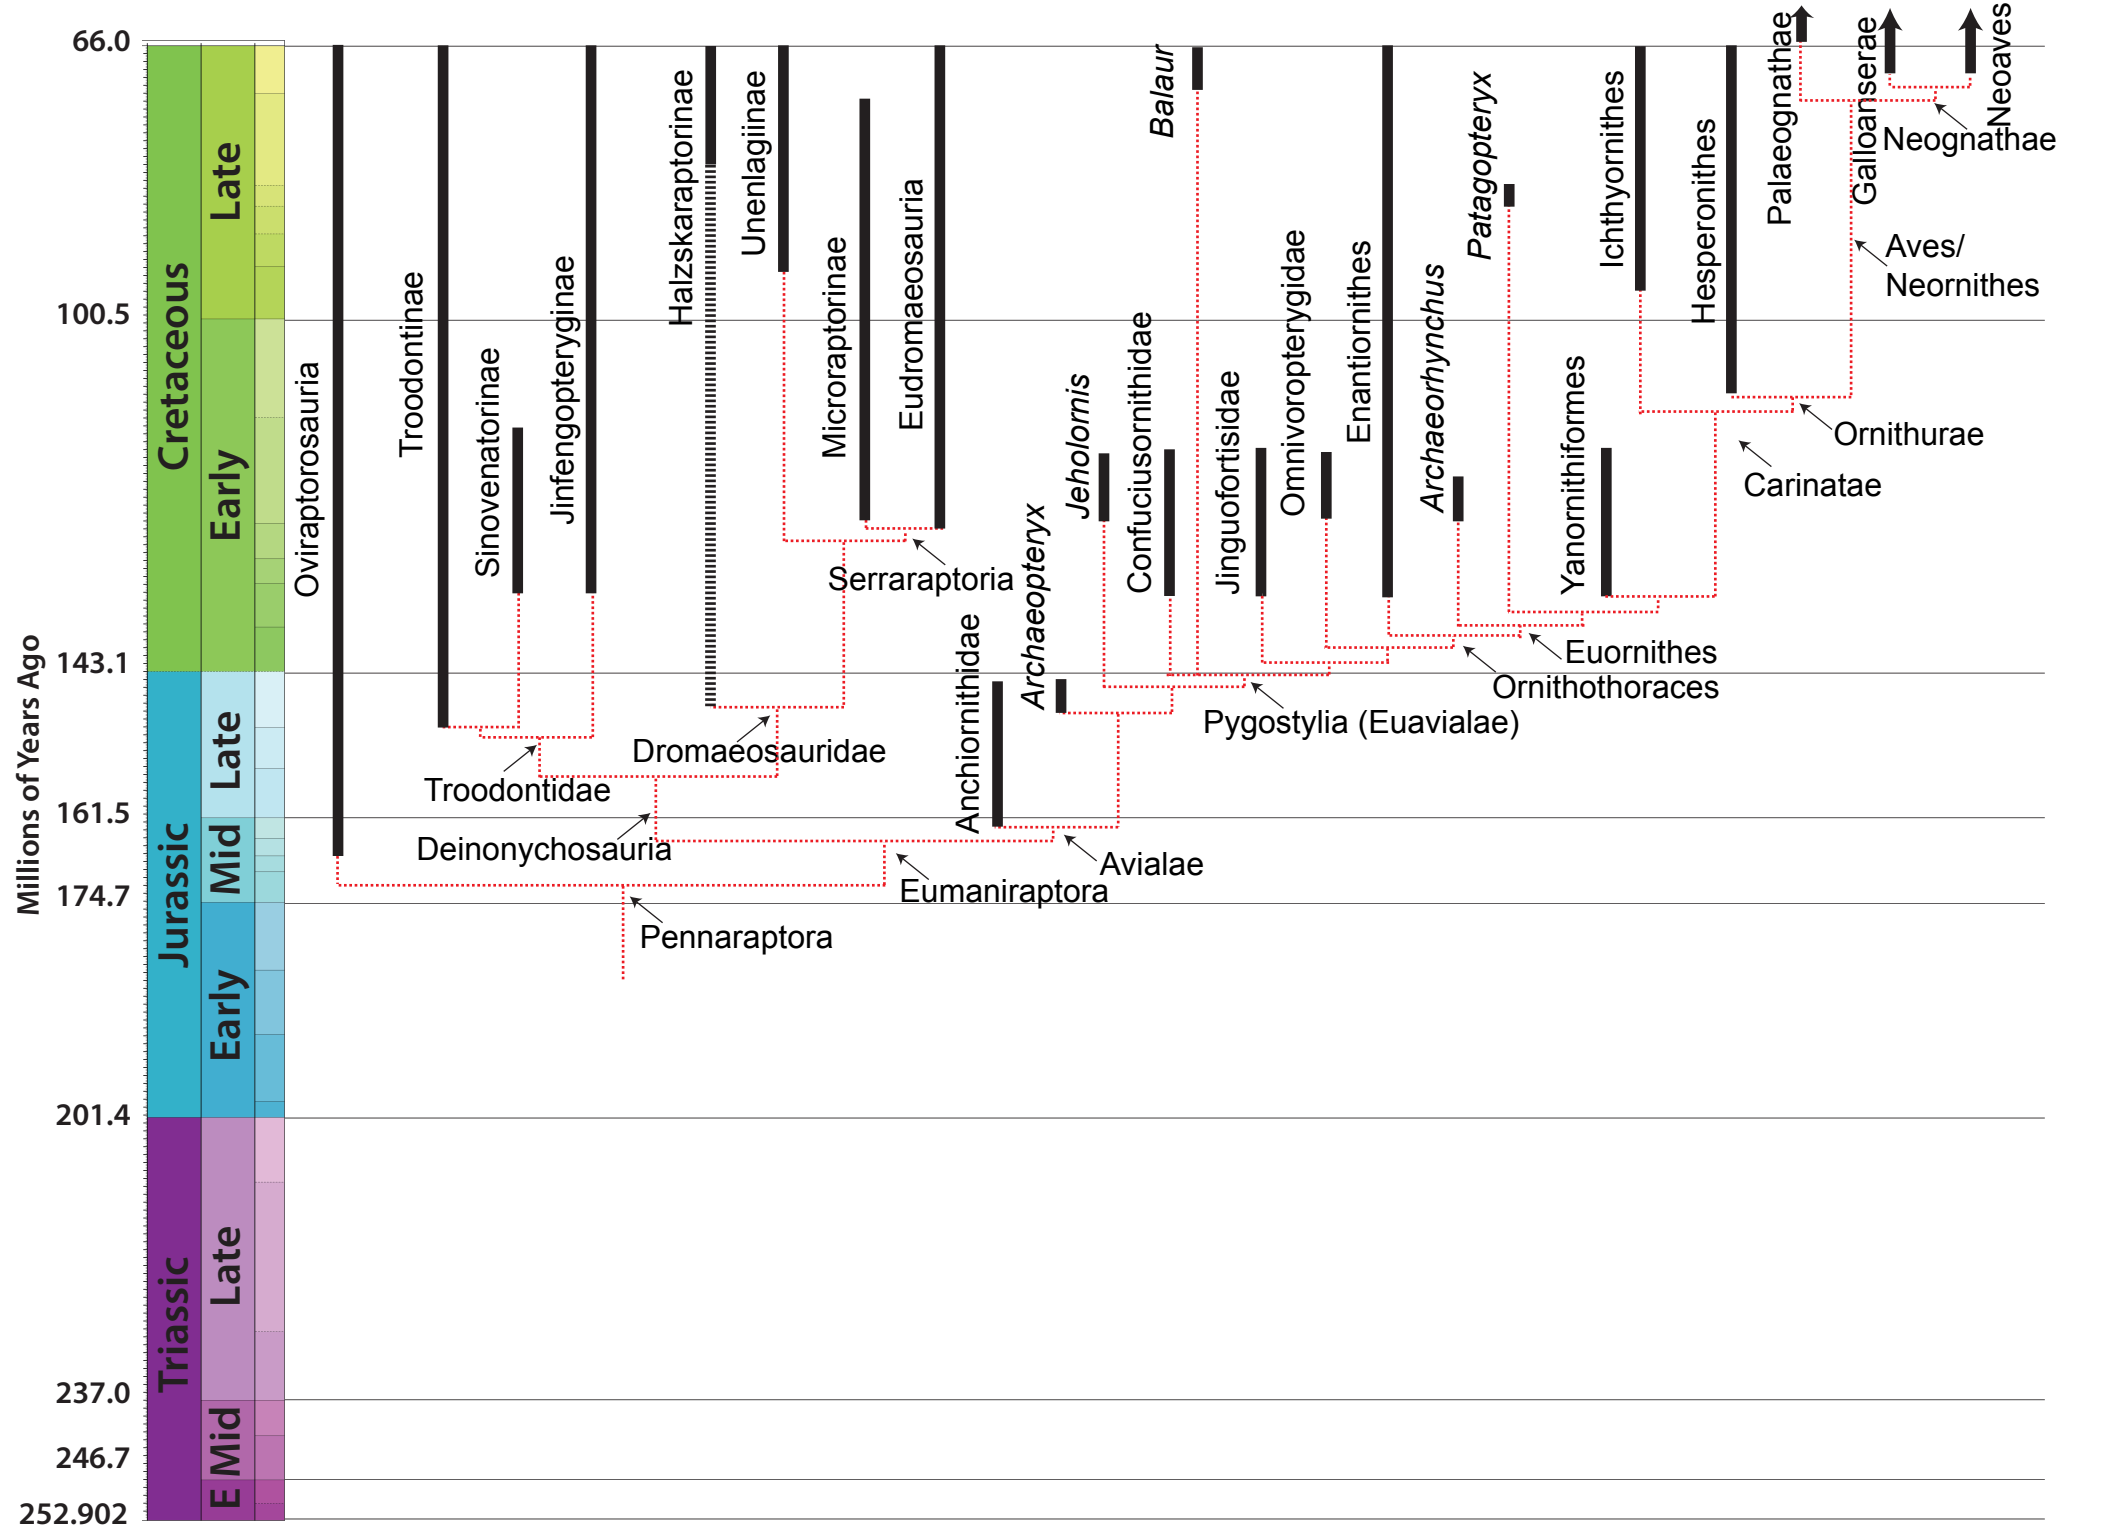 Millions of Years Ago
66.0
100.5
143.1
161.5
174.7
201.4
237.0
246.7
252.902
Cretaceous
Late
Early
Jurassic
Late
Mid
Early
Triassic
Late
Mid
E
Oviraptorosauria
Troodontinae
Sinovenatorinae
Jinfengopteryginae
Halzskaraptorinae
Unenlagiinae
Microraptorinae
Eudromaeosauria
Anchiornithidae
Archaeopteryx
Jeholornis
Confuciusornithidae
Balaur
Jinguofortisidae
Omnivoropterygidae
Enantiornithes
Archaeorhynchus
Patagopteryx
Yanornithiformes
Ichthyornithes
Hesperonithes
Palaeognathae
Galloanserae
Neoaves
Neognathae
Aves/
Neornithes
Ornithurae
Carinatae
Serraraptoria
Euornithes
Ornithothoraces
Pygostylia (Euavialae)
Dromaeosauridae
Troodontidae
Deinonychosauria
Avialae
Eumaniraptora
Pennaraptora